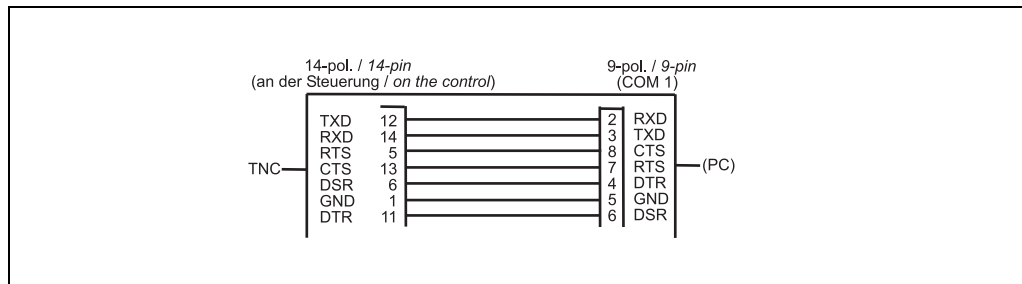 14-pol. / 14-pin 9-pol. / 9-pin
(an der Steuerung / on the control) (COM 1)
TXD 12 2 RXD
RXD 14 3 TXD
RTS 5 8 CTS
TNC CTS 13 7 RTS (PC)
DSR 6 4 DTR
GND 1 5 GND
DTR 11 6 DSR